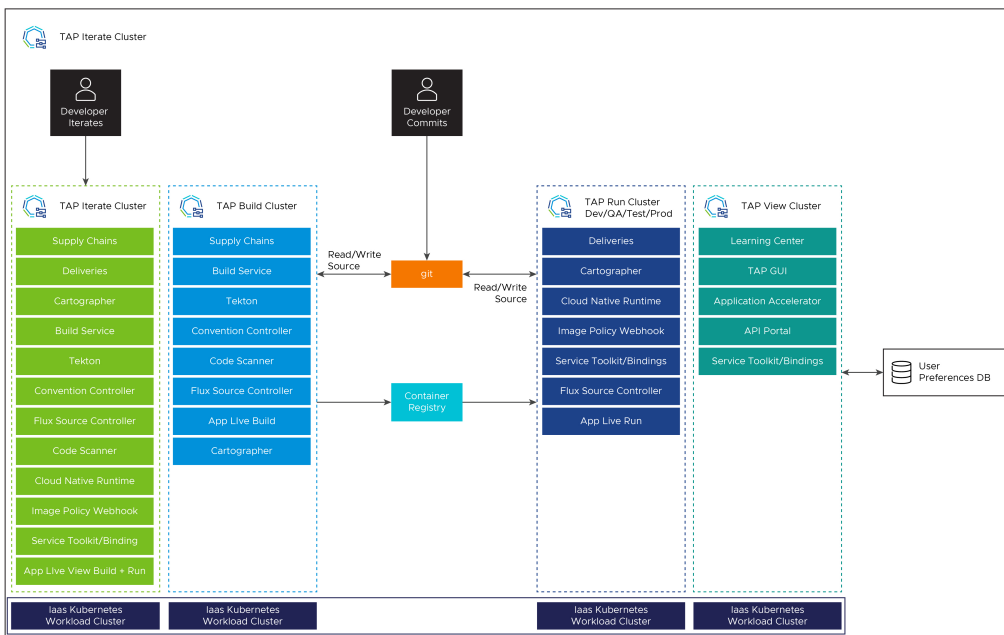 TAP Iterate Cluster
Developer
Iterates
Developer
Commits
TAP Iterate Cluster
Supply Chains
Deliveries
Cartographer
Build Service
Tekton
Convention Controller
Flux Source Controller
Code Scanner
Cloud Native Runtime
Image Policy Webhook
Service Toolkit/Binding
App LIve View Build + Run
TAP Build Cluster
Supply Chains
Build Service
Tekton
Convention Controller
Code Scanner
Flux Source Controller
App LIve Build
Cartographer
Read/Write
Source
git
Read/Write
Source
Container
Registry
TAP Run Cluster
Dev/QA/Test/Prod
Deliveries
Cartographer
Cloud Native Runtime
Image Policy Webhook
Service Toolkit/Bindings
Flux Source Controller
App Live Run
TAP View Cluster
Learning Center
TAP GUI
Application Accelerator
API Portal
Service Toolkit/Bindings
User
Preferences DB
Iaas Kubernetes
Workload Cluster
Iaas Kubernetes
Workload Cluster
Iaas Kubernetes
Workload Cluster
Iaas Kubernetes
Workload Cluster